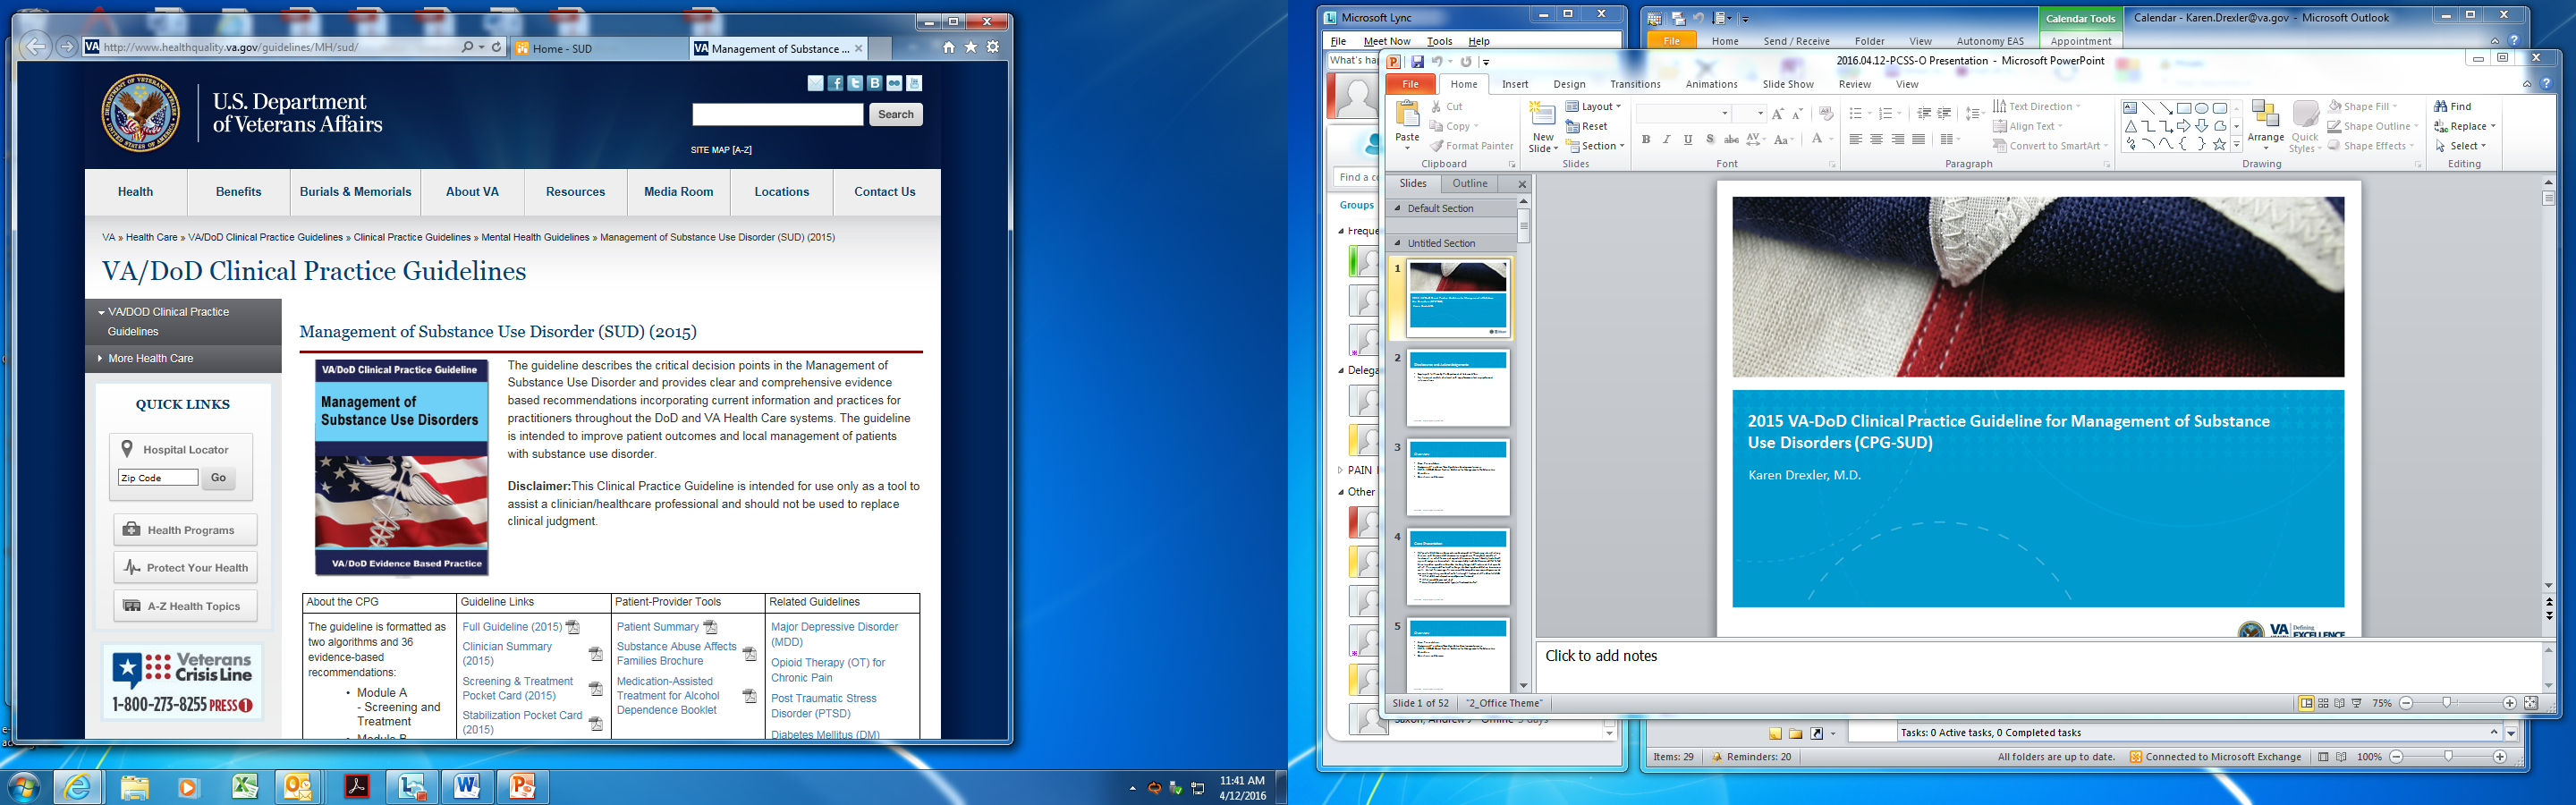 http://www.healthquality.va.gov/guidelines/MH/sud/
Home - SUD
Management of Substance ...
U.S. Department
of Veterans Affairs
Search
SITE MAP [A-Z]
Health
Benefits
Burials & Memorials
About VA
Resources
Media Room
Locations
Contact Us
VA » Health Care » VA/DoD Clinical Practice Guidelines » Clinical Practice Guidelines » Mental Health Guidelines » Management of Substance Use Disorder (SUD) (2015)
VA/DoD Clinical Practice Guidelines
VA/DOD Clinical Practice
Guidelines
More Health Care
QUICK LINKS
Hospital Locator
Zip Code
Go
Health Programs
Protect Your Health
A-Z Health Topics
Veterans
Crisis Line
1-800-273-8255 PRESS 1
Management of Substance Use Disorder (SUD) (2015)
VA/DoD Clinical Practice Guideline
Management of
Substance Use Disorders
VA/DoD Evidence Based Practice
The guideline describes the critical decision points in the Management of
Substance Use Disorder and provides clear and comprehensive evidence
based recommendations incorporating current information and practices for
practitioners throughout the DoD and VA Health Care systems. The guideline
is intended to improve patient outcomes and local management of patients
with substance use disorder.
Disclaimer:This Clinical Practice Guideline is intended for use only as a tool to
assist a clinician/healthcare professional and should not be used to replace
clinical judgment.
About the CPG
Guideline Links
Patient-Provider Tools
Related Guidelines
The guideline is formatted as
two algorithms and 36
evidence-based
recommendations:
• Module A
- Screening and
Treatment
• Module B
Full Guideline (2015)
Clinician Summary
(2015)
Screening & Treatment
Pocket Card (2015)
Stabilization Pocket Card
(2015)
Patient Summary
Substance Abuse Affects
Families Brochure
Medication-Assisted
Treatment for Alcohol
Dependence Booklet
Major Depressive Disorder
(MDD)
Opioid Therapy (OT) for
Chronic Pain
Post Traumatic Stress
Disorder (PTSD)
Diabetes Mellitus (DM)
11:41 AM
4/12/2016
Microsoft Lync
File Meet Now Tools Help
What's hap
Find a co
Groups
Freque
Delega
PAIN
Other
Calendar Tools
Calendar - Karen.Drexler@va.gov - Microsoft Outlook
File Home Send / Receive Folder View Autonomy EAS Appointment
2016.04.12-PCSS-O Presentation - Microsoft PowerPoint
File Home Insert Design Transitions Animations Slide Show Review View
Paste
Cut
Copy
Format Painter
Clipboard
New
Slide
Layout
Reset
Section
Slides
Font
Text Direction
Align Text
Convert to SmartArt
Paragraph
Arrange
Quick
Styles
Shape Fill
Shape Outline
Shape Effects
Drawing
Find
Replace
Select
Editing
Slides
Outline
Default Section
Untitled Section
1
2
3
4
5
2015 VA-DoD Clinical Practice Guideline for Management of Substance
Use Disorders (CPG-SUD)
Karen Drexler, M.D.
VA
Defining
EXCELLENCE
Click to add notes
Slide 1 of 52
"2_Office Theme"
75%
Tasks: 0 Active tasks, 0 Completed tasks
Items: 29
Reminders: 20
All folders are up to date.
Connected to Microsoft Exchange
100%